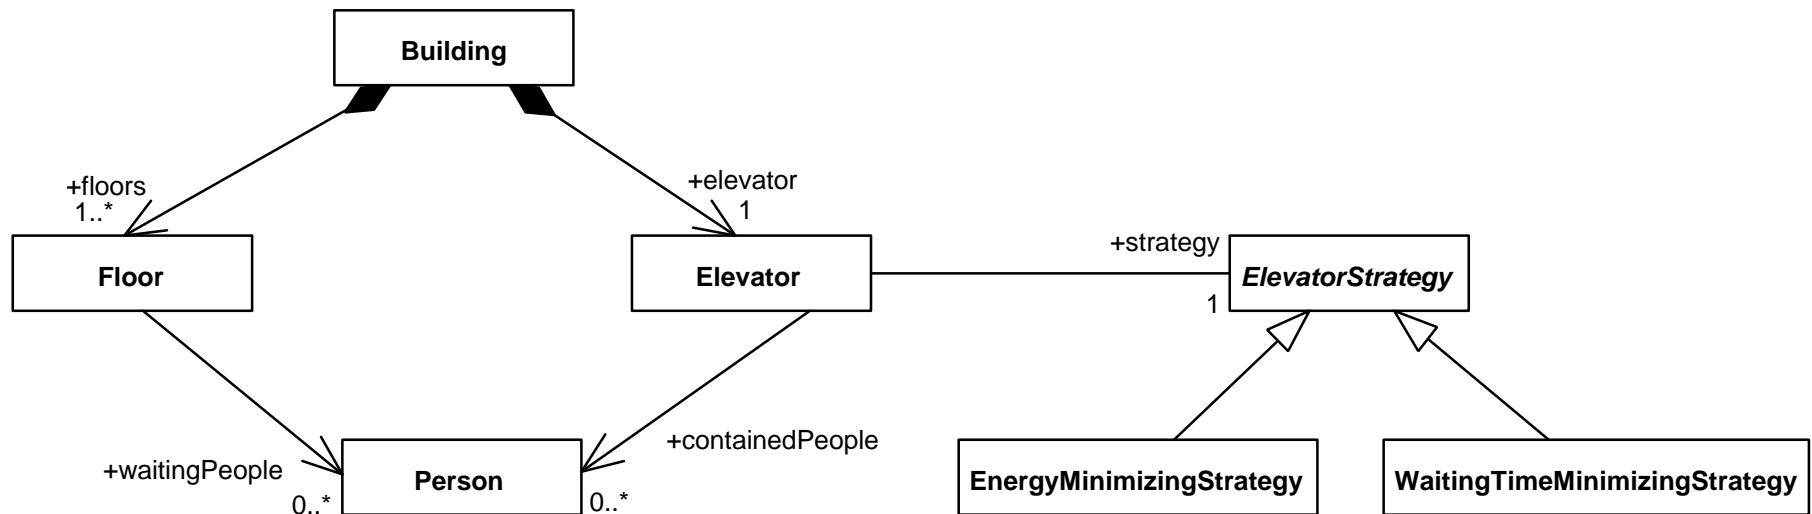 Building
+floors
1..*
+elevator
1
Floor
Elevator
+strategy
1
ElevatorStrategy
+waitingPeople
0..*
Person
+containedPeople
0..*
EnergyMinimizingStrategy
WaitingTimeMinimizingStrategy